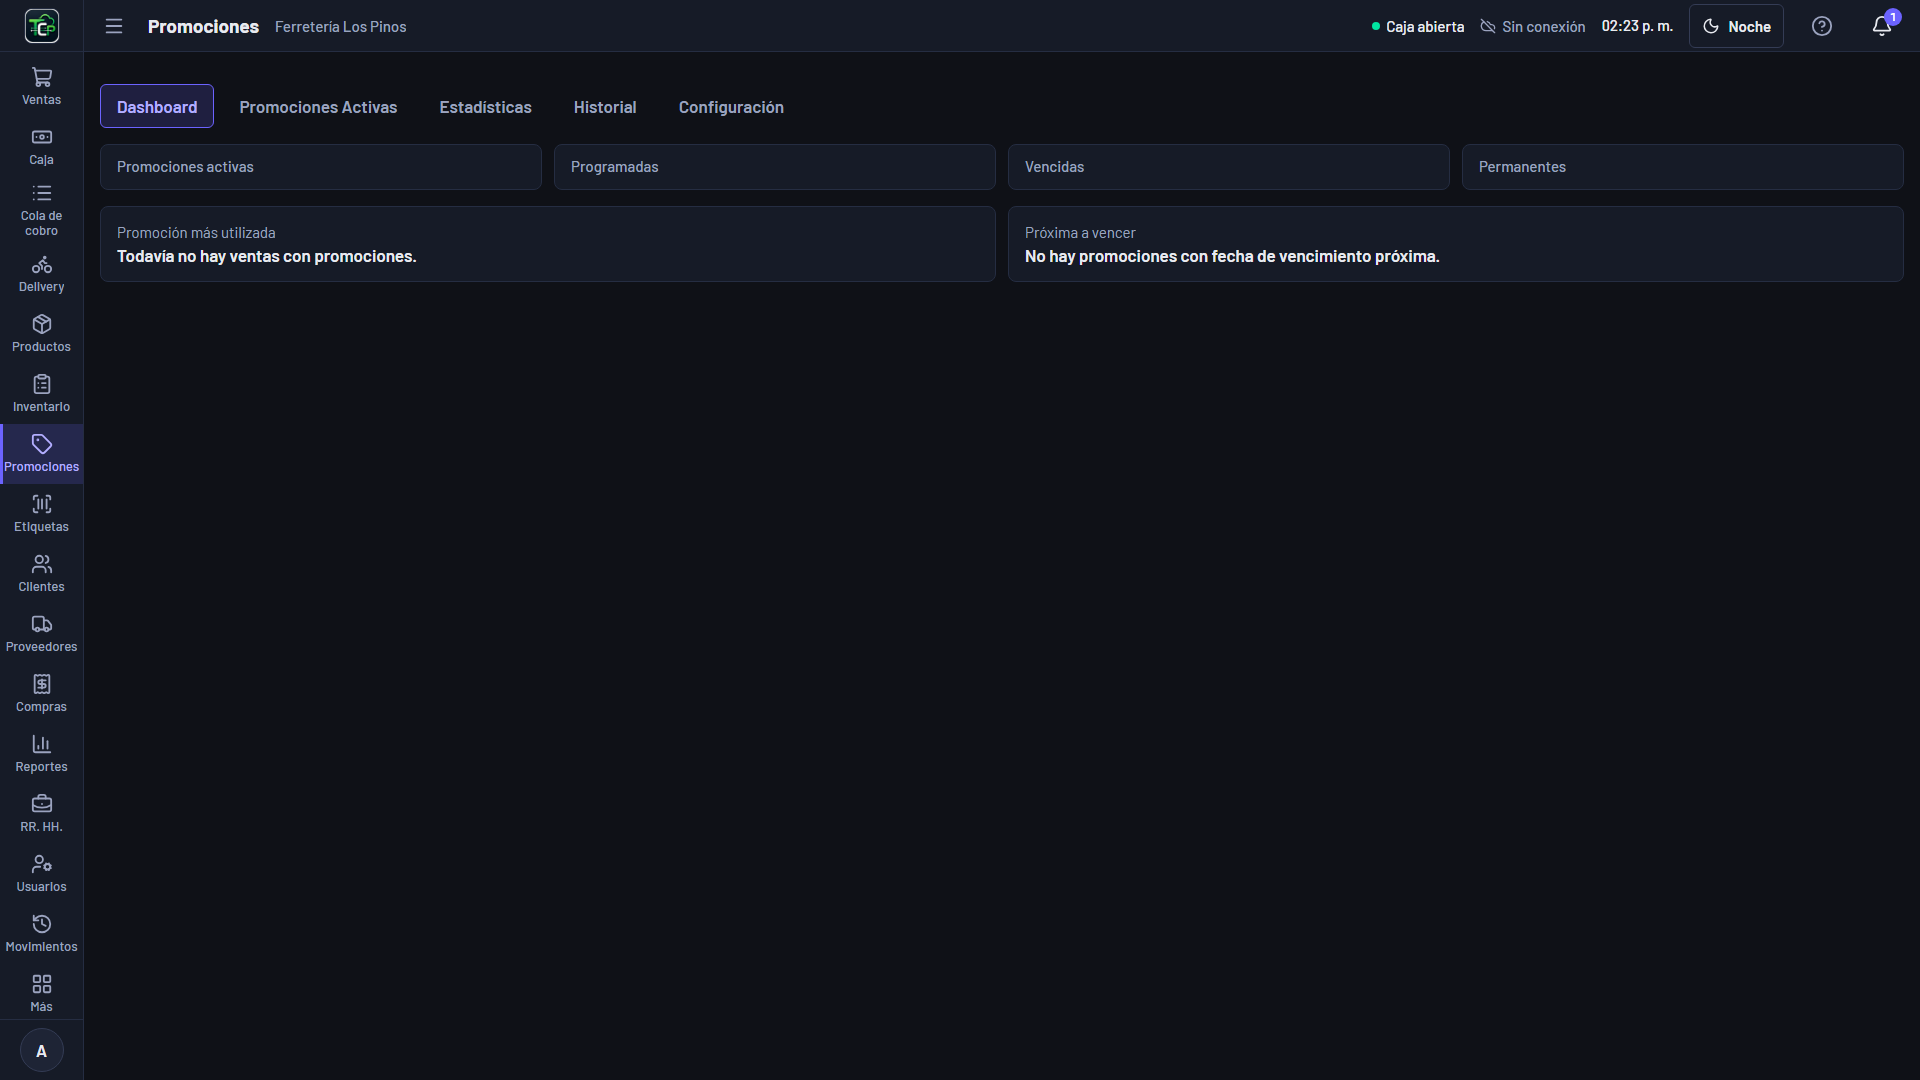 TCP
Promociones
Ferretería Los Pinos
Caja abierta
Sin conexión
02:23 p. m.
Noche
1
Ventas
Caja
Cola de
cobro
Delivery
Productos
Inventario
Promociones
Etiquetas
Clientes
Proveedores
Compras
Reportes
RR. HH.
Usuarios
Movimientos
Más
A
Dashboard
Promociones Activas
Estadísticas
Historial
Configuración
Promociones activas
Programadas
Vencidas
Permanentes
Promoción más utilizada
Todavía no hay ventas con promociones.
Próxima a vencer
No hay promociones con fecha de vencimiento próxima.